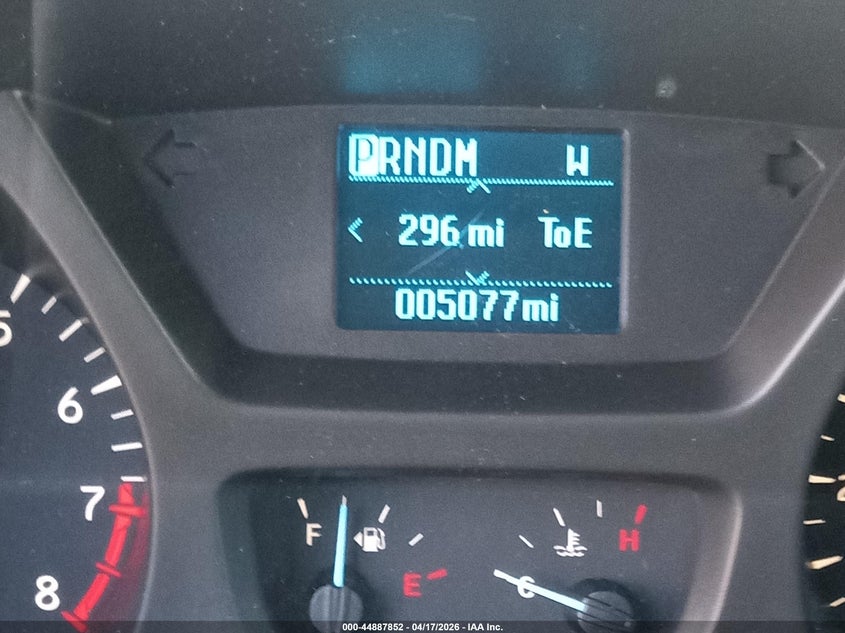 PRNDM W
< 296 mi ToE
005077mi
5
6
7
8
F
E
H
C
000-44887852 - 04/17/2026 - IAA Inc.